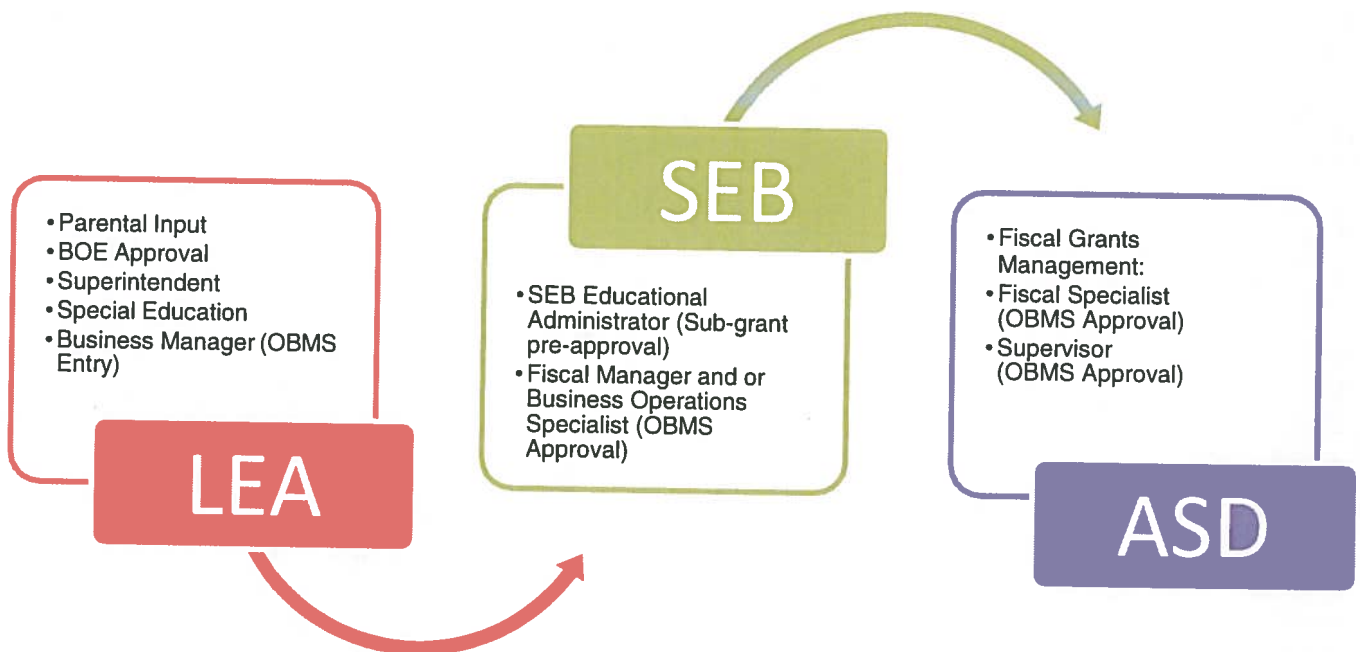 • Parental Input
• BOE Approval
• Superintendent
• Special Education
• Business Manager (OBMS
Entry)
LEA
SEB
• SEB Educational
Administrator (Sub-grant
pre-approval)
• Fiscal Manager and or
Business Operations
Specialist (OBMS
Approval)
• Fiscal Grants
Management:
• Fiscal Specialist
(OBMS Approval)
• Supervisor
(OBMS Approval)
ASD